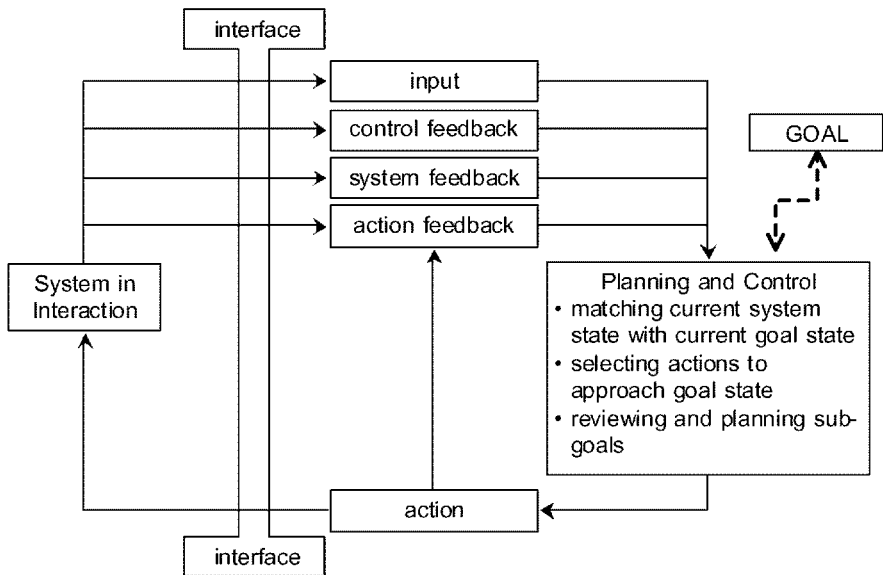 interface
input
control feedback
GOAL
system feedback
action feedback
System in
Interaction
Planning and Control
• matching current system
state with current goal state
• selecting actions to
approach goal state
• reviewing and planning sub-
goals
action
interface